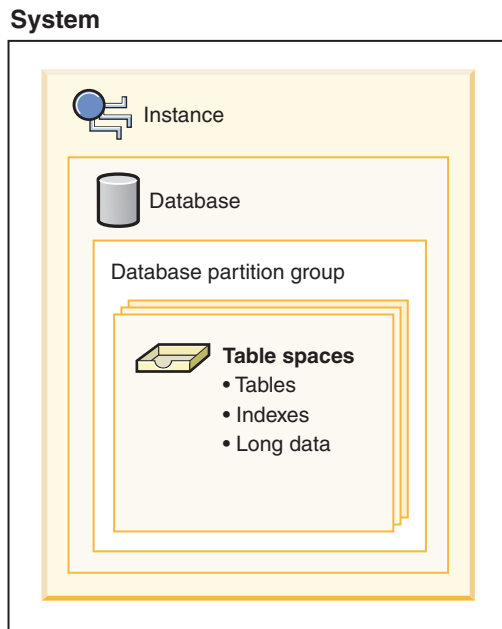 System
Instance
Database
Database partition group
Table spaces
• Tables
• Indexes
• Long data